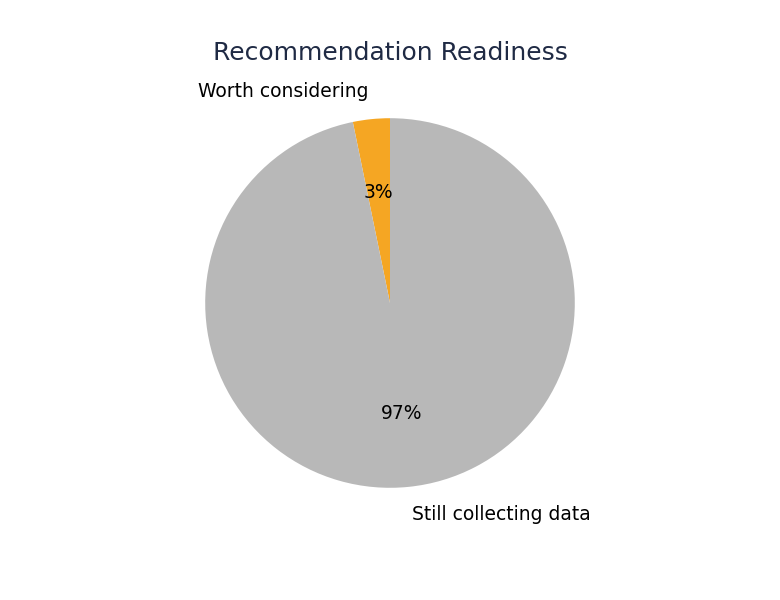 Recommendation Readiness
Worth considering
3%
97%
Still collecting data